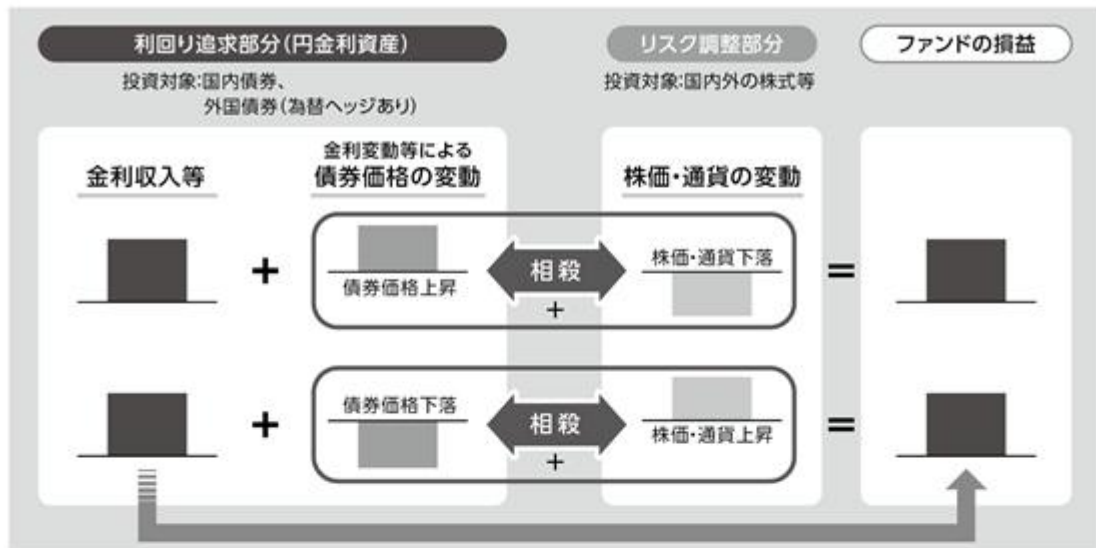 利回り追求部分(円金利資産)
投資対象:国内債券、
外国債券(為替ヘッジあり)
リスク調整部分
投資対象:国内外の株式等
ファンドの損益
金利収入等
金利変動等による
債券価格の変動
株価・通貨の変動
+
債券価格上昇
相殺
+
株価・通貨下落
=
+
債券価格下落
相殺
+
株価・通貨上昇
=